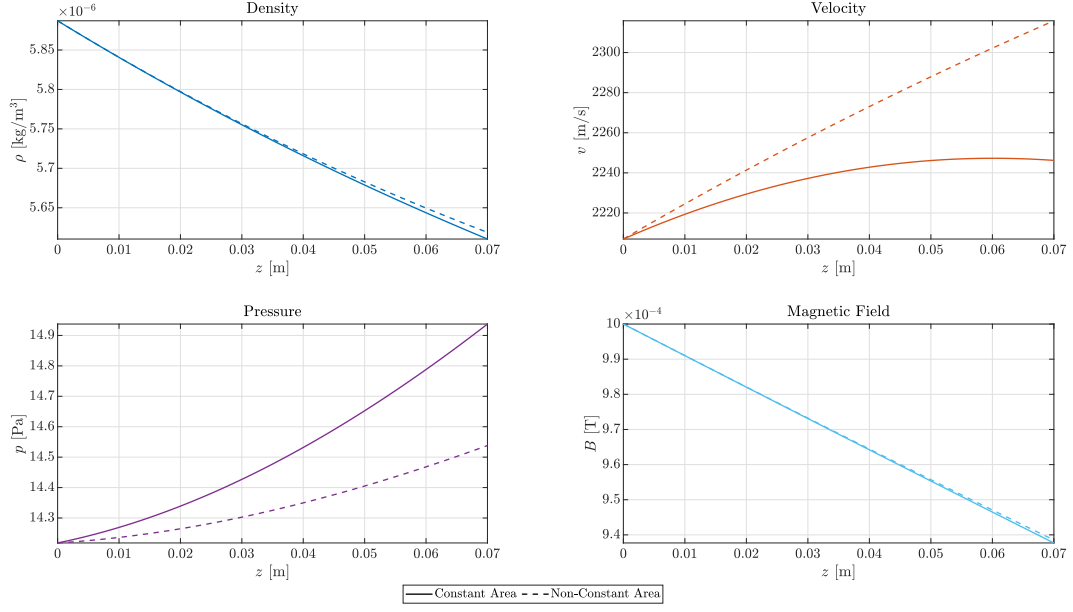 Density
×10⁻⁶
5.85
5.8
5.75
5.7
5.65
ρ [kg/m³]
0 0.01 0.02 0.03 0.04 0.05 0.06 0.07
z [m]
Velocity
2300
2280
2260
2240
2220
v [m/s]
0 0.01 0.02 0.03 0.04 0.05 0.06 0.07
z [m]
Pressure
14.9
14.8
14.7
14.6
14.5
14.4
14.3
p [Pa]
0 0.01 0.02 0.03 0.04 0.05 0.06 0.07
z [m]
Magnetic Field
×10⁻⁴
10
9.9
9.8
9.7
9.6
9.5
9.4
B [T]
0 0.01 0.02 0.03 0.04 0.05 0.06 0.07
z [m]
Constant Area Non-Constant Area